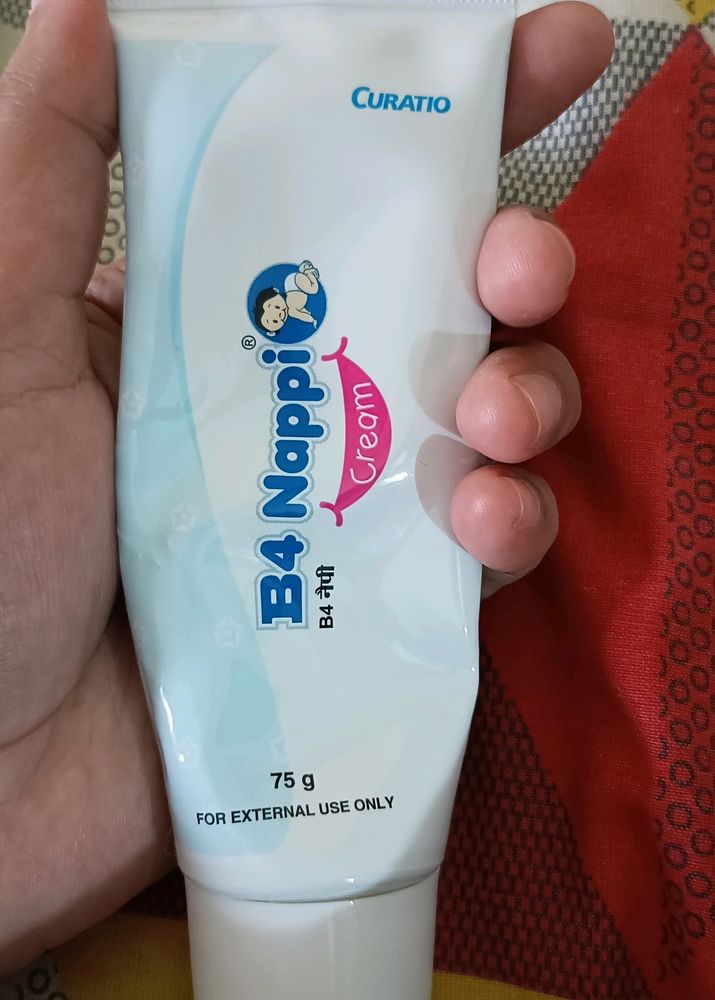 CURATIO
B4 Nappi®
Cream
B4 नैपी
75 g
FOR EXTERNAL USE ONLY